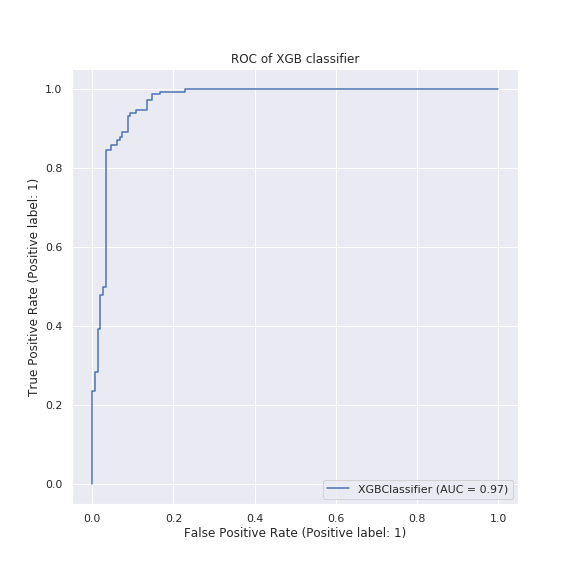 ROC of XGB classifier
1.0
0.8
0.6
0.4
0.2
0.0
True Positive Rate (Positive label: 1)
XGBClassifier (AUC = 0.97)
0.0 0.2 0.4 0.6 0.8 1.0
False Positive Rate (Positive label: 1)